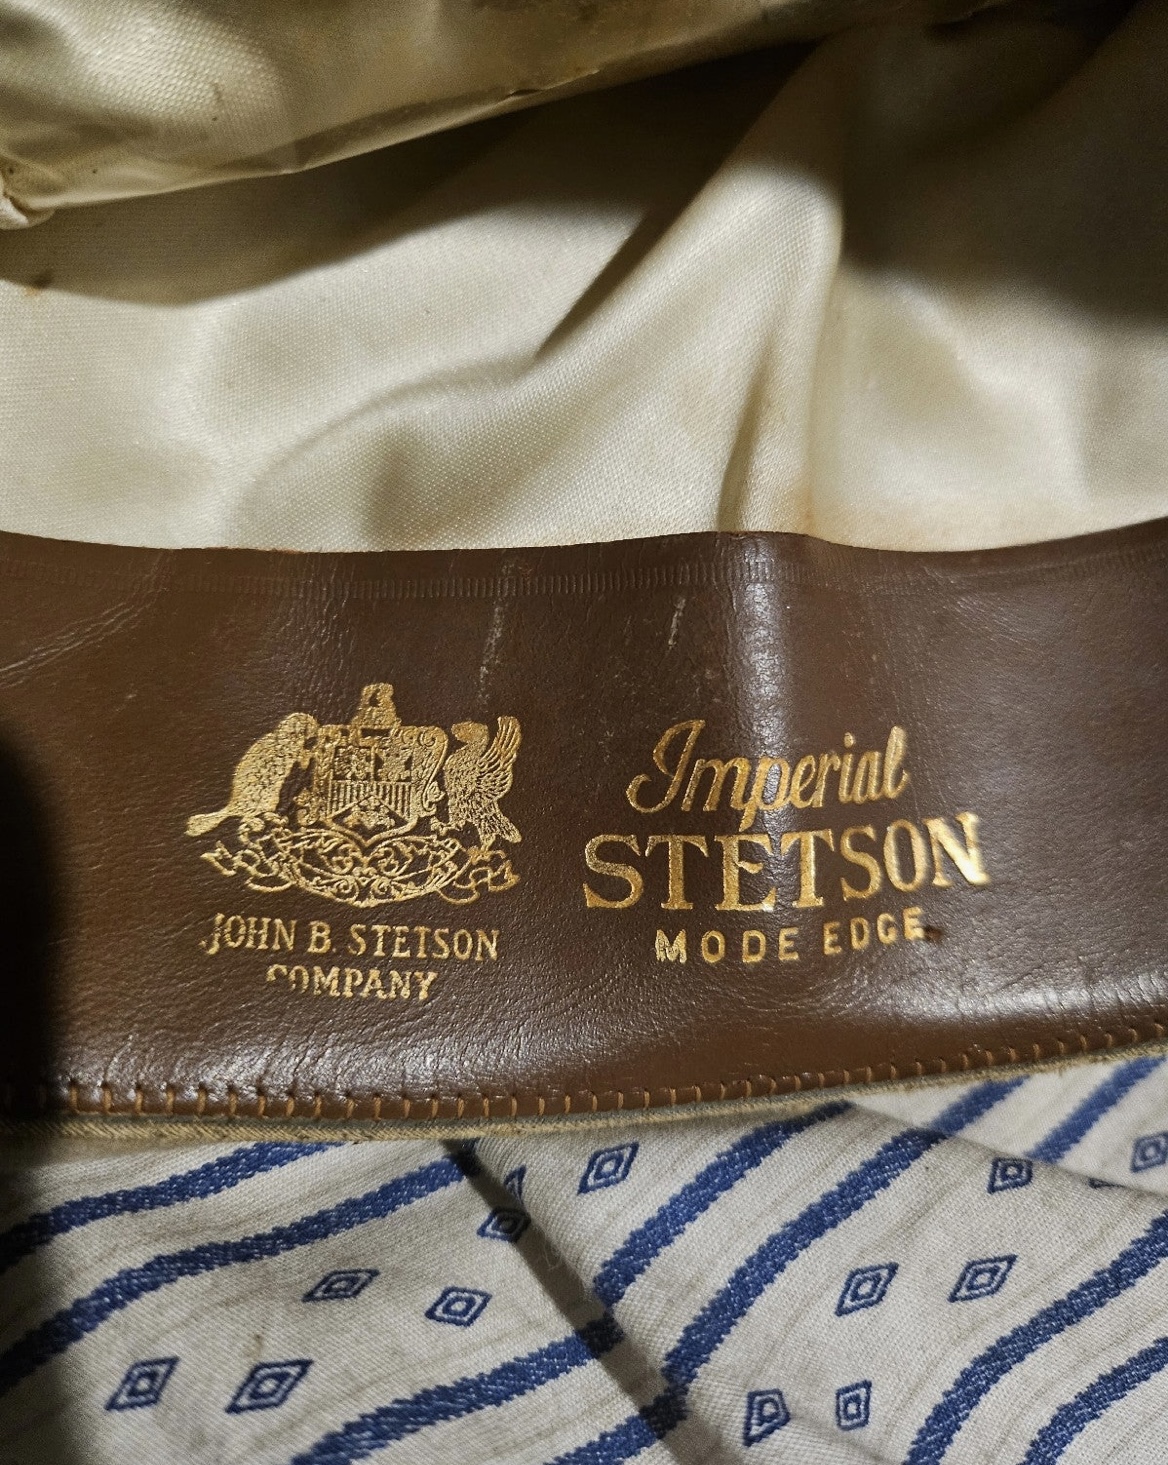 JOHN B. STETSON
COMPANY
Imperial
STETSON
MODE EDGE